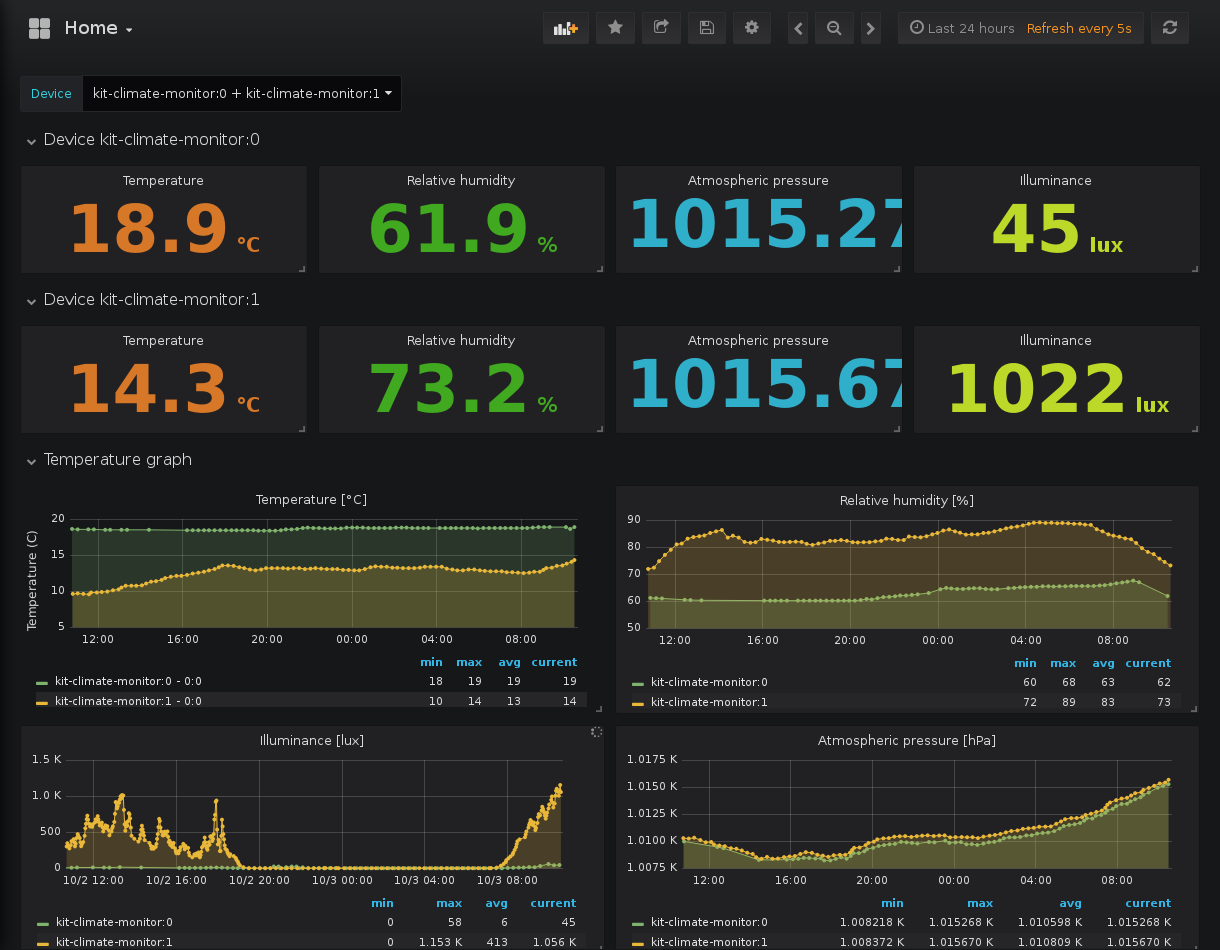 Home
Last 24 hours Refresh every 5s
Device kit-climate-monitor:0 + kit-climate-monitor:1
Device kit-climate-monitor:0
Temperature Relative humidity Atmospheric pressure Illuminance
18.9 °C 61.9 % 1015.27 45 lux
Device kit-climate-monitor:1
Temperature Relative humidity Atmospheric pressure Illuminance
14.3 °C 73.2 % 1015.67 1022 lux
Temperature graph
Temperature [°C]
Temperature (C)
20
15
10
5
12:00 16:00 20:00 00:00 04:00 08:00
min max avg current
kit-climate-monitor:0 - 0:0 18 19 19 19
kit-climate-monitor:1 - 0:0 10 14 13 14
Relative humidity [%]
90
80
70
60
50
12:00 16:00 20:00 00:00 04:00 08:00
min max avg current
kit-climate-monitor:0 60 68 63 62
kit-climate-monitor:1 72 89 83 73
Illuminance [lux]
1.5 K
1.0 K
500
0
10/2 12:00 10/2 16:00 10/2 20:00 10/3 00:00 10/3 04:00 10/3 08:00
min max avg current
kit-climate-monitor:0 0 58 6 45
kit-climate-monitor:1 0 1.153 K 413 1.056 K
Atmospheric pressure [hPa]
1.0175 K
1.0150 K
1.0125 K
1.0100 K
1.0075 K
12:00 16:00 20:00 00:00 04:00 08:00
min max avg current
kit-climate-monitor:0 1.008218 K 1.015268 K 1.010598 K 1.015268 K
kit-climate-monitor:1 1.008372 K 1.015670 K 1.010809 K 1.015670 K